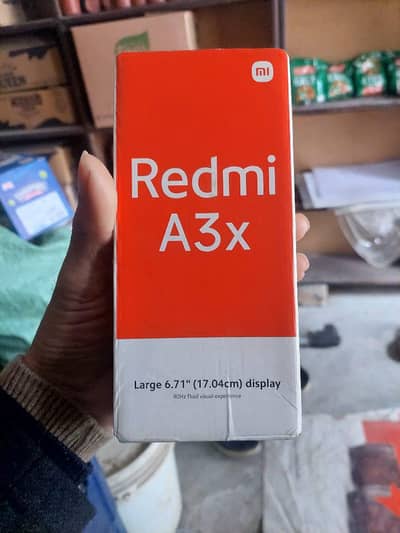 mi
Redmi
A3x
Large 6.71" (17.04cm) display
90Hz fluid visual experience